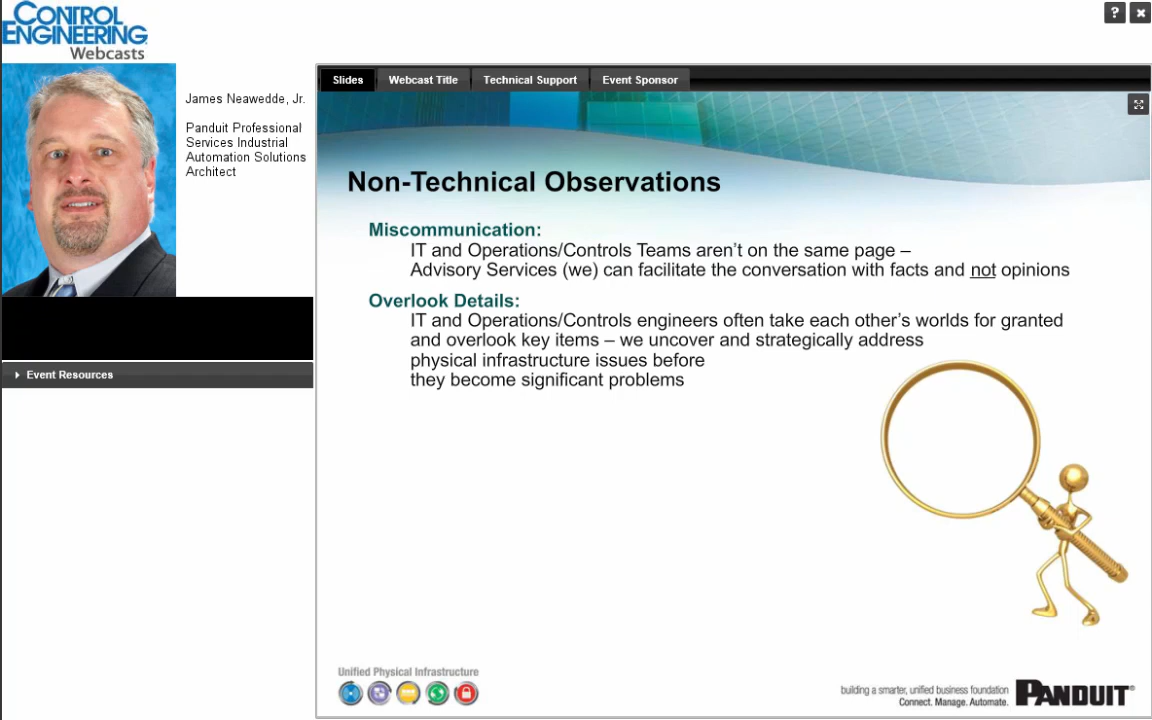 CONTROL
ENGINEERING
Webcasts
?
James Neawedde, Jr.
Panduit Professional
Services Industrial
Automation Solutions
Architect
Event Resources
Slides
Webcast Title
Technical Support
Event Sponsor
Non-Technical Observations
Miscommunication:
IT and Operations/Controls Teams aren’t on the same page –
Advisory Services (we) can facilitate the conversation with facts and not opinions
Overlook Details:
IT and Operations/Controls engineers often take each other’s worlds for granted
and overlook key items – we uncover and strategically address
physical infrastructure issues before
they become significant problems
Unified Physical Infrastructure
building a smarter, unified business foundation
Connect. Manage. Automate.
PANDUIT®